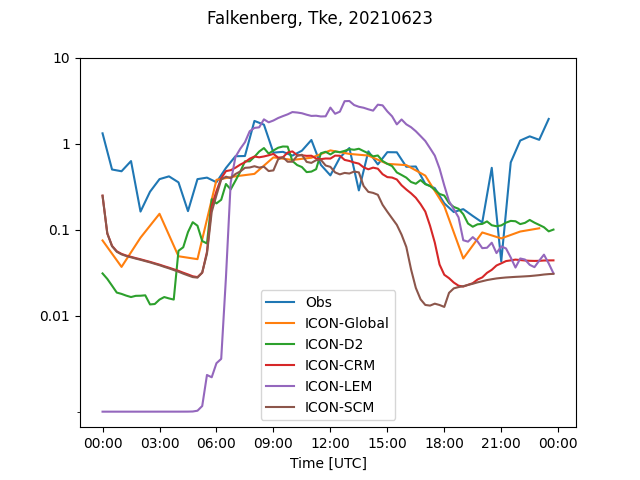 Falkenberg, Tke, 20210623
10
1
0.1
0.01
Obs
ICON-Global
ICON-D2
ICON-CRM
ICON-LEM
ICON-SCM
00:00 03:00 06:00 09:00 12:00 15:00 18:00 21:00 00:00
Time [UTC]